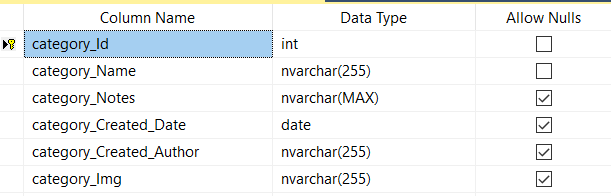 Column Name Data Type Allow Nulls
category_Id int
category_Name nvarchar(255)
category_Notes nvarchar(MAX)
category_Created_Date date
category_Created_Author nvarchar(255)
category_Img nvarchar(255)